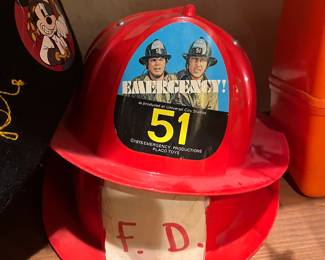 EMERGENCY!
as produced at Universal City Studios
51
©1975 EMERGENCY PRODUCTIONS
PLACO TOYS
F.D.